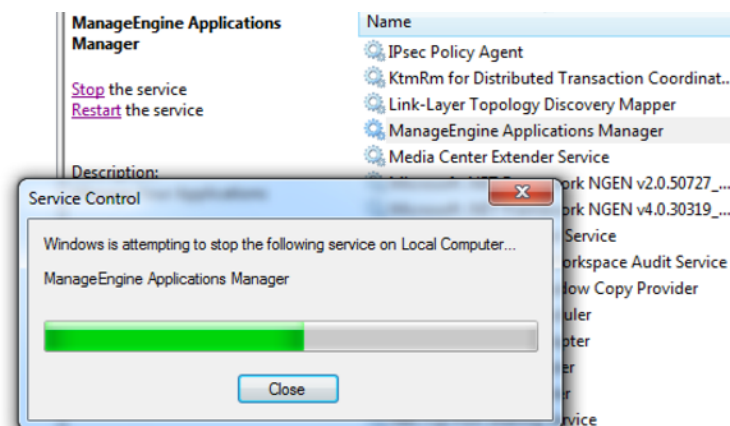 ManageEngine Applications
Manager
Stop the service
Restart the service
Description:
Name
IPsec Policy Agent
KtmRm for Distributed Transaction Coordinat...
Link-Layer Topology Discovery Mapper
ManageEngine Applications Manager
Media Center Extender Service
ork NGEN v2.0.50727_...
ork NGEN v4.0.30319_...
Service
orkspace Audit Service
dow Copy Provider
uler
pter
er
r
rvice
Service Control
Windows is attempting to stop the following service on Local Computer...
ManageEngine Applications Manager
Close